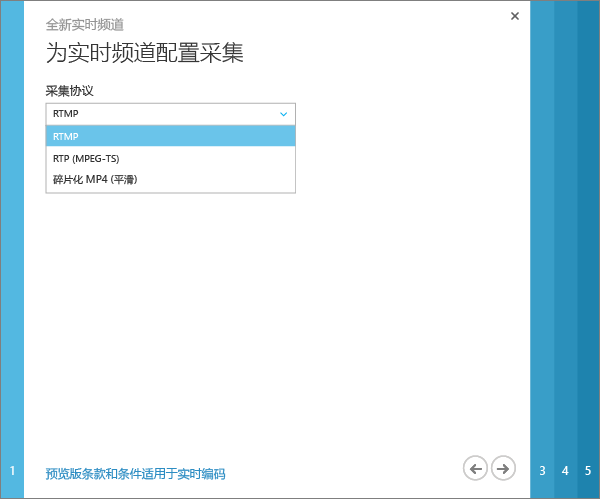 全新实时频道
为实时频道配置采集
采集协议
RTMP
RTMP
RTP (MPEG-TS)
碎片化 MP4 (平滑)
1
预览版条款和条件适用于实时编码
3
4
5